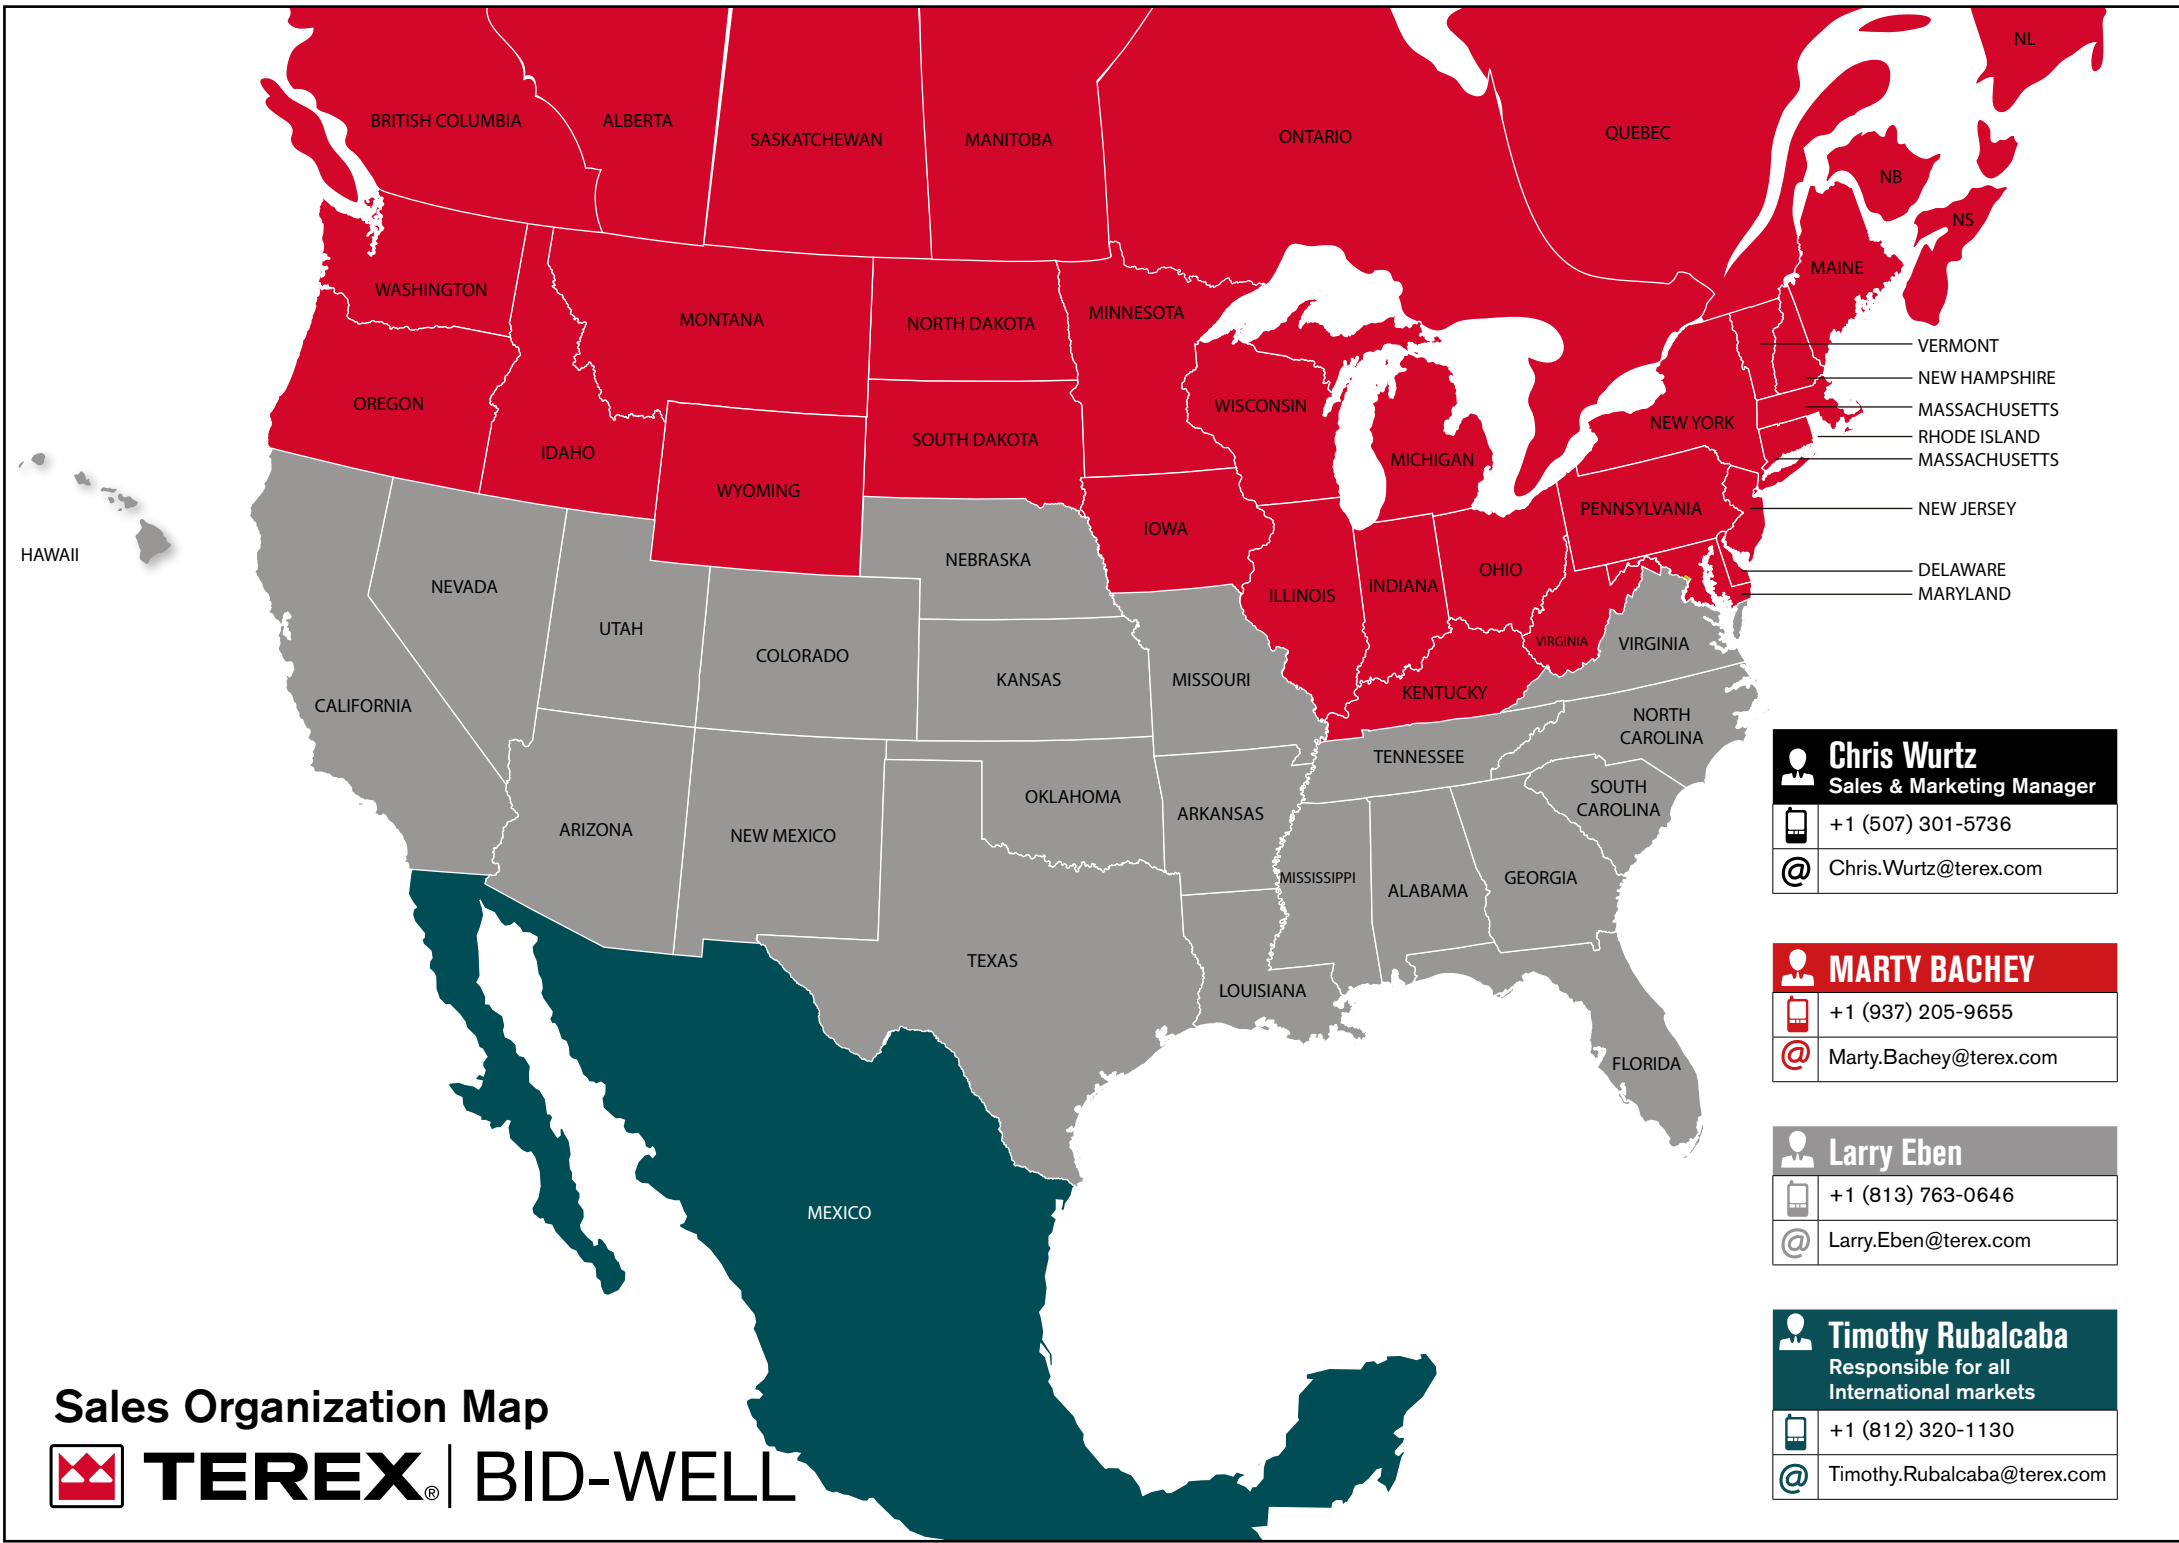 NL
BRITISH COLUMBIA
ALBERTA
SASKATCHEWAN
MANITOBA
ONTARIO
QUEBEC
NB
NS
MAINE
WASHINGTON
MONTANA
NORTH DAKOTA
MINNESOTA
VERMONT
NEW HAMPSHIRE
MASSACHUSETTS
RHODE ISLAND
MASSACHUSETTS
NEW JERSEY
DELAWARE
MARYLAND
OREGON
IDAHO
WYOMING
SOUTH DAKOTA
WISCONSIN
MICHIGAN
NEW YORK
PENNSYLVANIA
IOWA
ILLINOIS
INDIANA
OHIO
VIRGINIA
VIRGINIA
KENTUCKY
HAWAII
NEVADA
UTAH
COLORADO
NEBRASKA
KANSAS
MISSOURI
CALIFORNIA
ARIZONA
NEW MEXICO
OKLAHOMA
ARKANSAS
TENNESSEE
NORTH
CAROLINA
SOUTH
CAROLINA
MISSISSIPPI
ALABAMA
GEORGIA
TEXAS
LOUISIANA
FLORIDA
MEXICO
Chris Wurtz
Sales & Marketing Manager
+1 (507) 301-5736
@ Chris.Wurtz@terex.com
MARTY BACHEY
+1 (937) 205-9655
@ Marty.Bachey@terex.com
Larry Eben
+1 (813) 763-0646
@ Larry.Eben@terex.com
Timothy Rubalcaba
Responsible for all
International markets
+1 (812) 320-1130
@ Timothy.Rubalcaba@terex.com
Sales Organization Map
TEREX® | BID-WELL